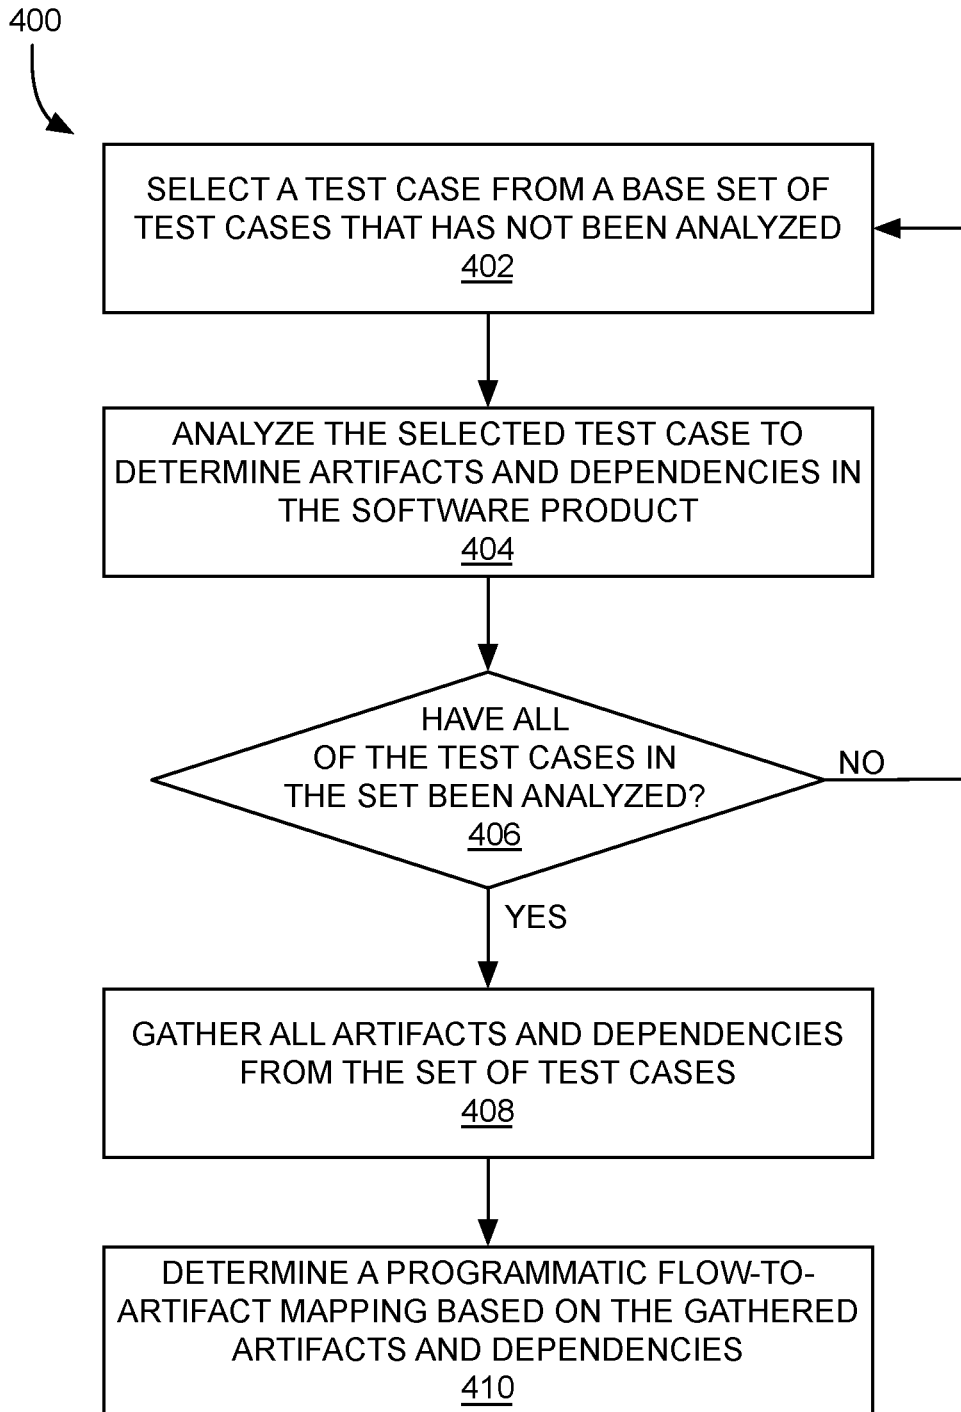 400
SELECT A TEST CASE FROM A BASE SET OF
TEST CASES THAT HAS NOT BEEN ANALYZED
402
ANALYZE THE SELECTED TEST CASE TO
DETERMINE ARTIFACTS AND DEPENDENCIES IN
THE SOFTWARE PRODUCT
404
HAVE ALL
OF THE TEST CASES IN
THE SET BEEN ANALYZED?
406
NO
YES
GATHER ALL ARTIFACTS AND DEPENDENCIES
FROM THE SET OF TEST CASES
408
DETERMINE A PROGRAMMATIC FLOW-TO-
ARTIFACT MAPPING BASED ON THE GATHERED
ARTIFACTS AND DEPENDENCIES
410